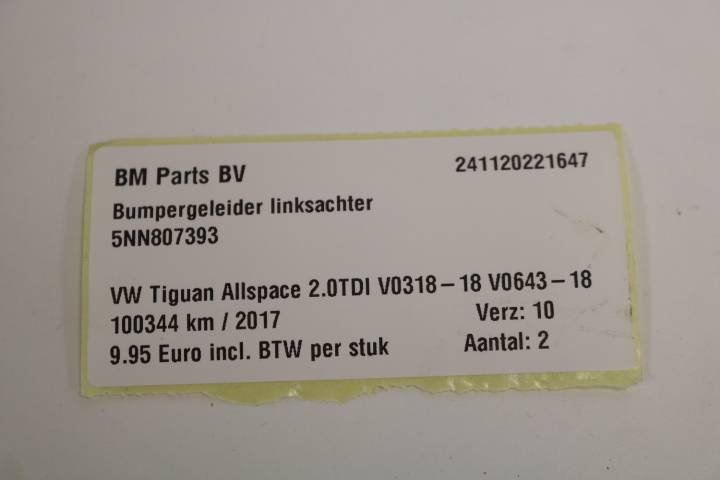 BM Parts BV 241120221647
Bumpergeleider linksachter
5NN807393
VW Tiguan Allspace 2.0TDI V0318-18 V0643-18
100344 km / 2017 Verz: 10
9.95 Euro incl. BTW per stuk Aantal: 2